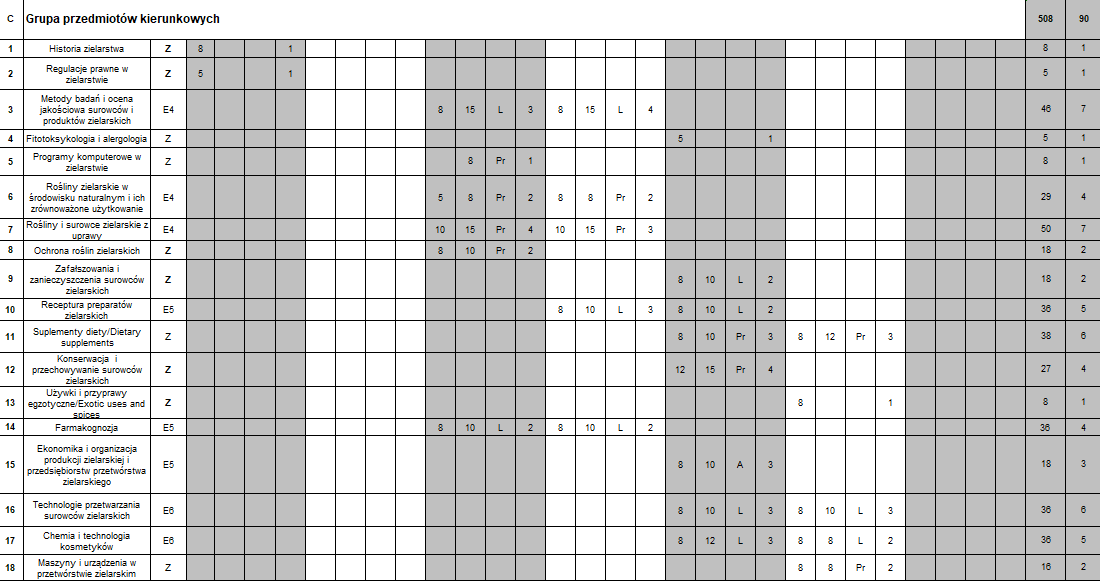 C Grupa przedmiotów kierunkowych 508 90
1 Historia zielarstwa Z 8 1 8 1
Regulacje prawne w
2 Z 5 1 5 1
zielarstwie
Metody badań i ocena
3 jakościowa surowców i E4 8 15 L 3 8 15 L 4 46 7
produktów zielarskich
4 Fitotoksykologia i alergologia Z 5 1 5 1
Programy komputerowe w
5 Z 8 Pr 1 8 1
zielarstwie
Rośliny zielarskie w
6 środowisku naturalnym i ich E4 5 8 Pr 2 8 8 Pr 2 29 4
zrównoważone użytkowanie
Rośliny i surowce zielarskie z
7 E4 10 15 Pr 4 10 15 Pr 3 50 7
uprawy
8 Ochrona roślin zielarskich Z 8 10 Pr 2 18 2
Zafałszowania i
9 zanieczyszczenia surowców Z 8 10 L 2 18 2
zielarskich
Receptura preparatów
10 E5 8 10 L 3 8 10 L 2 36 5
zielarskich
Suplementy diety/Dietary
11 Z 8 10 Pr 3 8 12 Pr 3 38 6
supplements
Konserwacja i
12 przechowywanie surowców Z 12 15 Pr 4 27 4
zielarskich
Używki i przyprawy
13 egzotyczne/Exotic uses and Z 8 1 8 1
spices
14 Farmakognozja E5 8 10 L 2 8 10 L 2 36 4
Ekonomika i organizacja
produkcji zielarskiej i
15 E5 8 10 A 3 18 3
przedsiębiorstw przetwórstwa
zielarskiego
Technologie przetwarzania
16 E6 8 10 L 3 8 10 L 3 36 6
surowców zielarskich
Chemia i technologia
17 E6 8 12 L 3 8 8 L 2 36 5
kosmetyków
Maszyny i urządzenia w
18 Z 8 8 Pr 2 16 2
przetwórstwie zielarskim